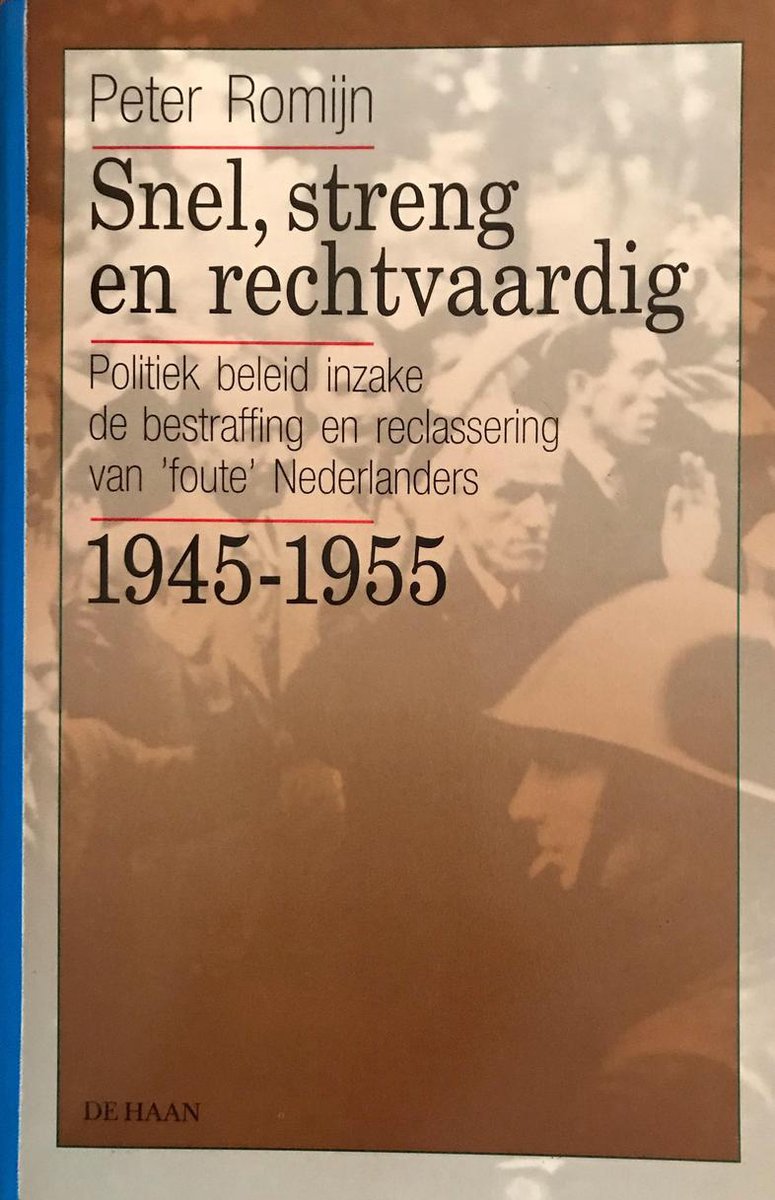 Peter Romijn
Snel, streng
en rechtvaardig
Politiek beleid inzake
de bestraffing en reclassering
van 'foute' Nederlanders
1945-1955
DE HAAN